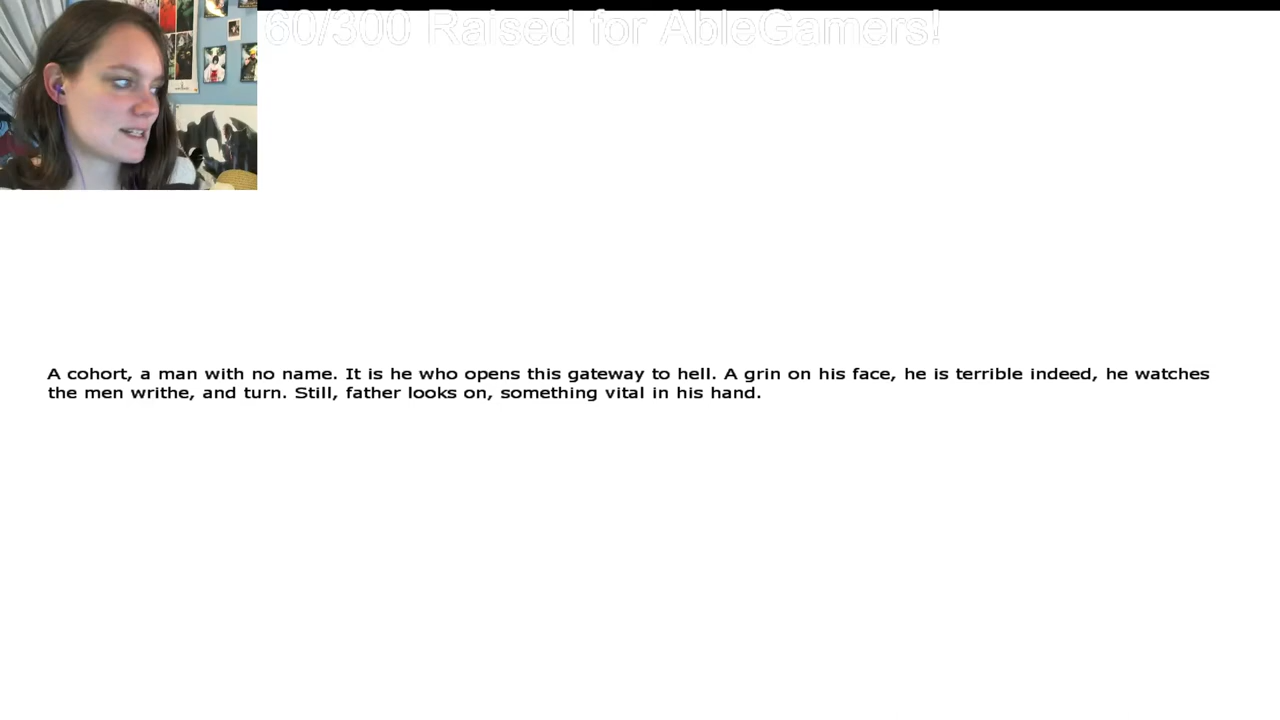 60/300 Raised for AbleGamers!
A cohort, a man with no name. It is he who opens this gateway to hell. A grin on his face, he is terrible indeed, he watches
the men writhe, and turn. Still, father looks on, something vital in his hand.